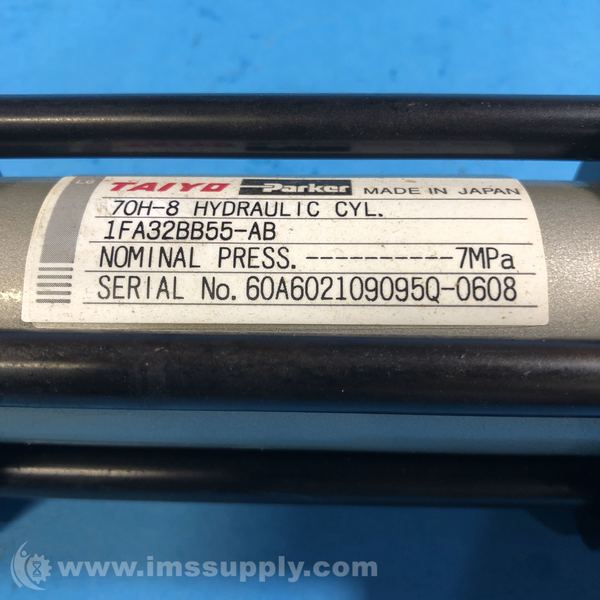 TAIYO Parker MADE IN JAPAN
70H-8 HYDRAULIC CYL.
1FA32BB55-AB
NOMINAL PRESS.----------7MPa
SERIAL No. 60A602109095Q-0608
www.imssupply.com